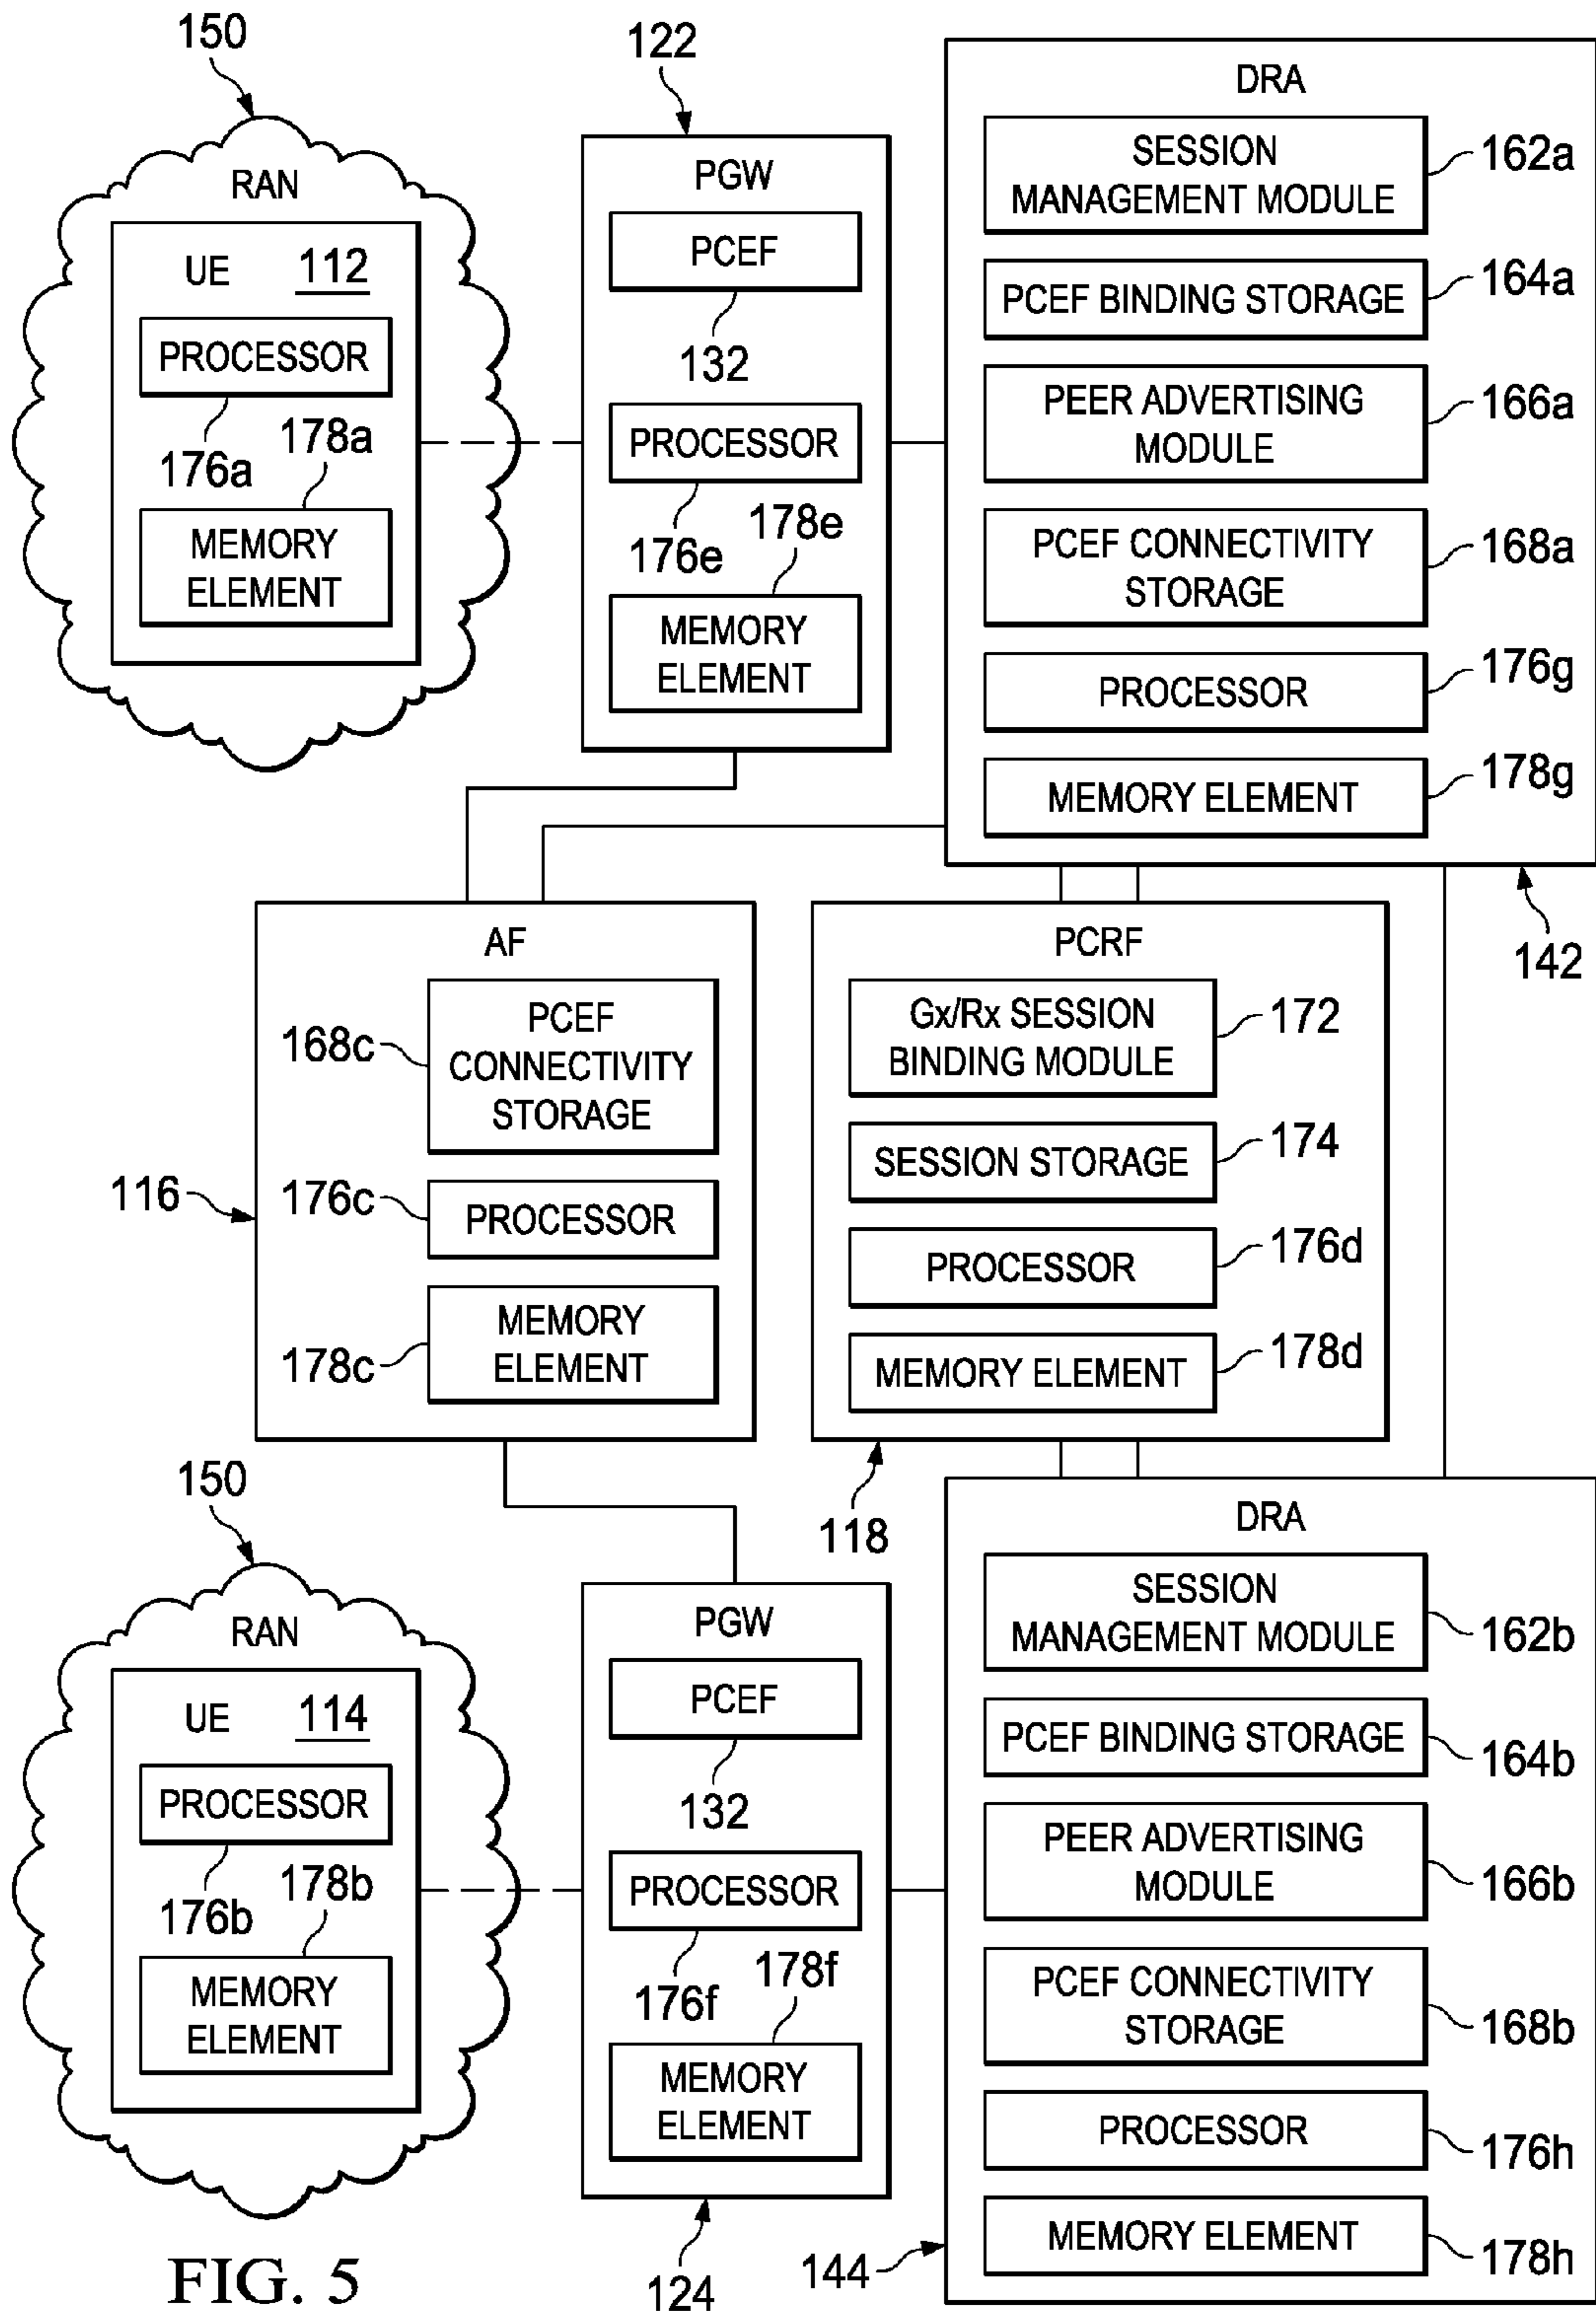 150
RAN
UE 112
PROCESSOR
176a
178a
MEMORY
ELEMENT
122
PGW
PCEF
132
PROCESSOR
176e
178e
MEMORY
ELEMENT
DRA
SESSION
MANAGEMENT MODULE
162a
PCEF BINDING STORAGE
164a
PEER ADVERTISING
MODULE
166a
PCEF CONNECTIVITY
STORAGE
168a
PROCESSOR
176g
MEMORY ELEMENT
178g
142
AF
PCEF
CONNECTIVITY
STORAGE
168c
116
176c
PROCESSOR
178c
MEMORY
ELEMENT
PCRF
Gx/Rx SESSION
BINDING MODULE
172
SESSION STORAGE
174
PROCESSOR
176d
MEMORY ELEMENT
178d
118
150
RAN
UE 114
PROCESSOR
176b
178b
MEMORY
ELEMENT
PGW
PCEF
132
PROCESSOR
176f
178f
MEMORY
ELEMENT
124
DRA
SESSION
MANAGEMENT MODULE
162b
PCEF BINDING STORAGE
164b
PEER ADVERTISING
MODULE
166b
PCEF CONNECTIVITY
STORAGE
168b
PROCESSOR
176h
MEMORY ELEMENT
178h
144
FIG. 5